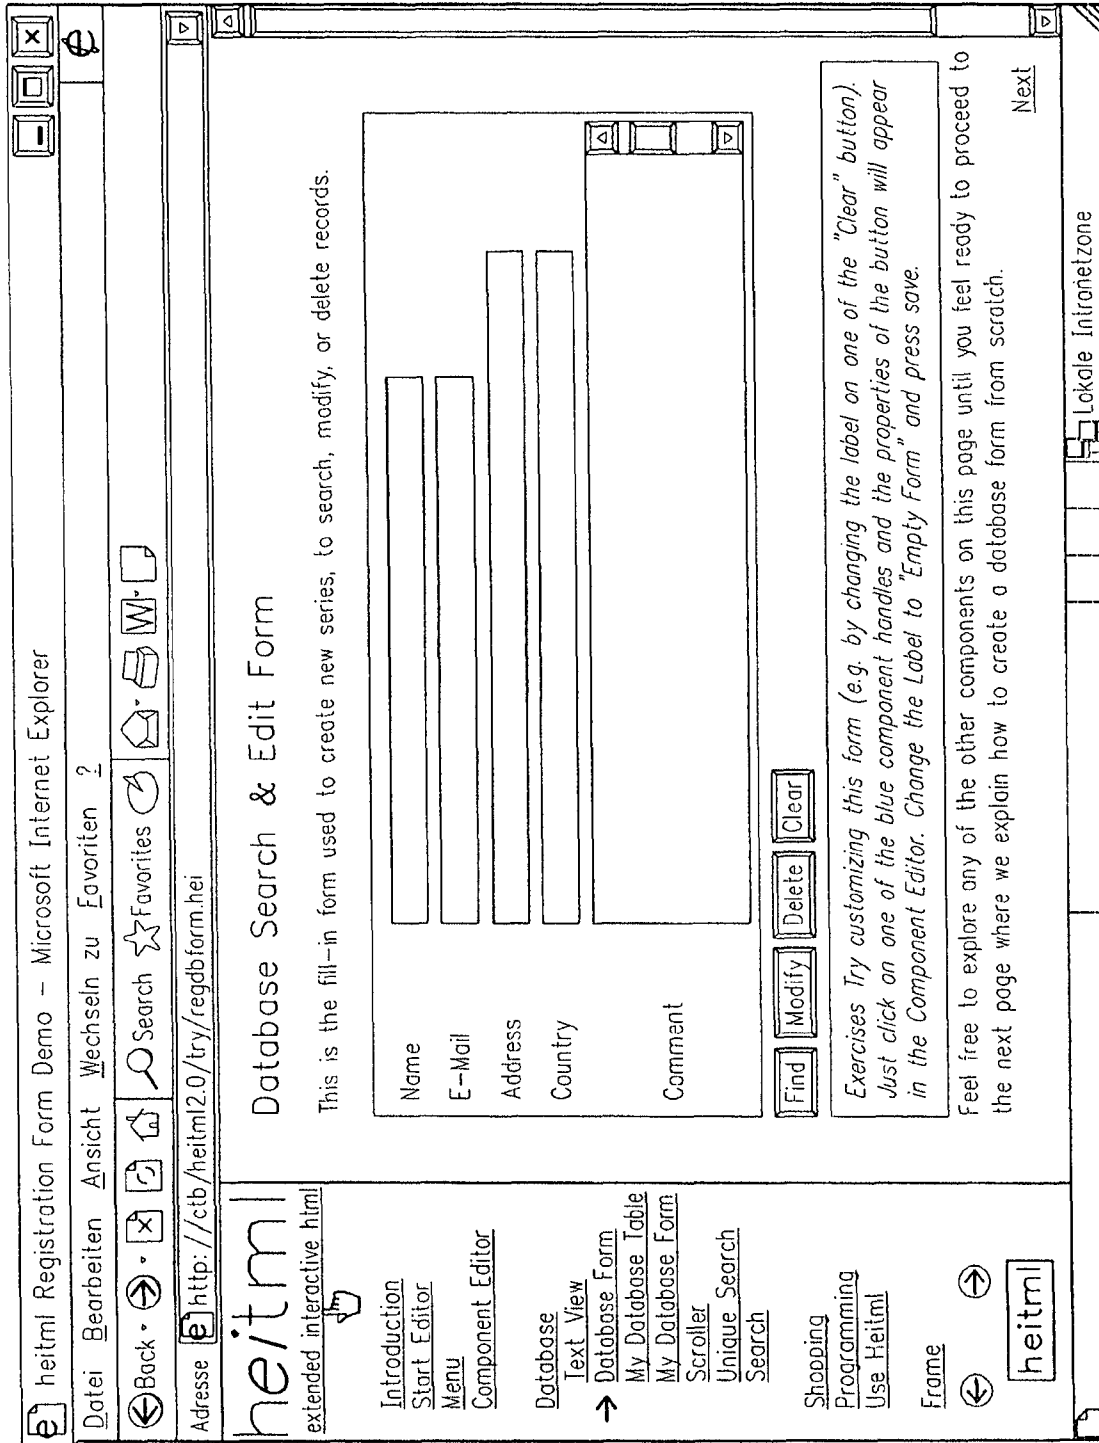 heitml Registration Form Demo – Microsoft Internet Explorer
Datei Bearbeiten Ansicht Wechseln zu Favoriten ?
Back Search Favorites W
Adresse http://ctb/heitml2.0/try/regdbform.hei
heitml
extended interactive html
Introduction
Start Editor
Menu
Component Editor
Database
Text View
Database Form
My Database Table
My Database Form
Scroller
Unique Search
Search
Shopping
Programming
Use Heitml
Frame
heitml
Database Search & Edit Form
This is the fill–in form used to create new series, to search, modify, or delete records.
Name
E–Mail
Address
Country
Comment
Find Modify Delete Clear
Exercises Try customizing this form (e.g. by changing the label on one of the "Clear" button).
Just click on one of the blue component handles and the properties of the button will appear
in the Component Editor. Change the Label to "Empty Form" and press save.
Feel free to explore any of the other components on this page until you feel ready to proceed to
the next page where we explain how to create a database form from scratch.
Next
Lokale Intranetzone